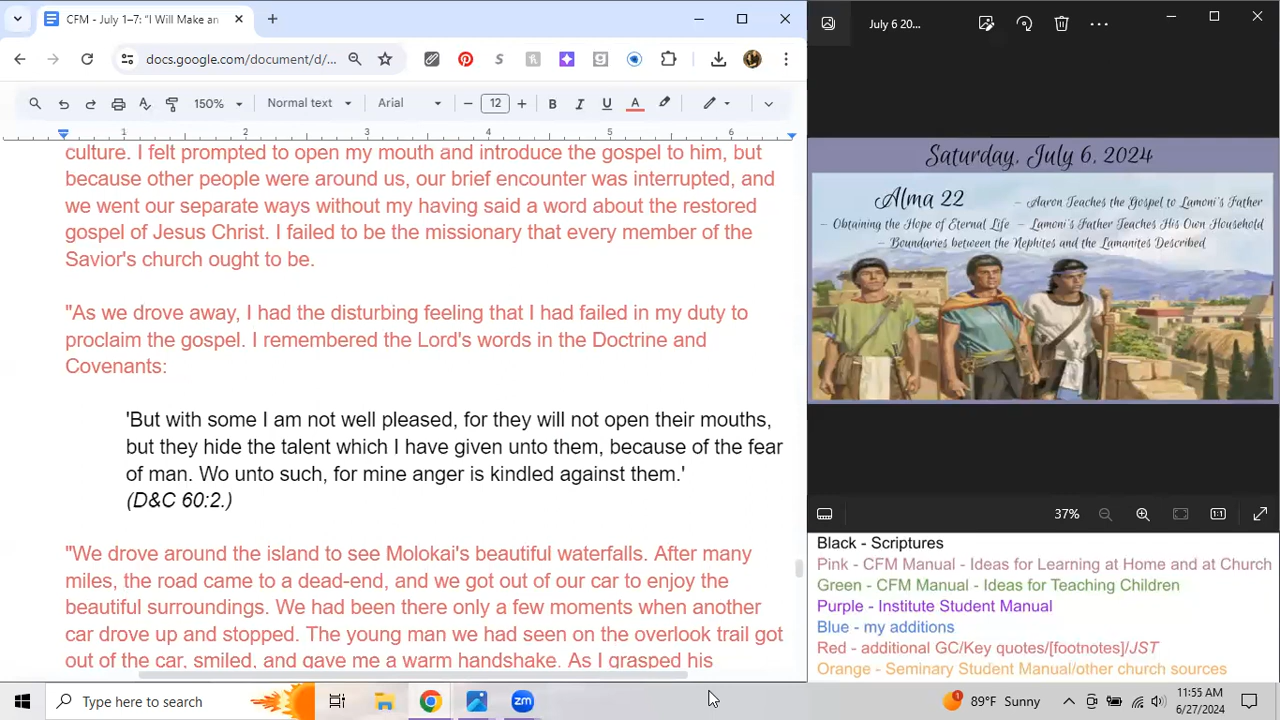 CFM - July 1–7: “I Will Make an
docs.google.com/document/d/...
150%
Normal text
Arial
12
B I U A
1 2 3 4 5 6
culture. I felt prompted to open my mouth and introduce the gospel to him, but
because other people were around us, our brief encounter was interrupted, and
we went our separate ways without my having said a word about the restored
gospel of Jesus Christ. I failed to be the missionary that every member of the
Savior's church ought to be.
"As we drove away, I had the disturbing feeling that I had failed in my duty to
proclaim the gospel. I remembered the Lord's words in the Doctrine and
Covenants:
'But with some I am not well pleased, for they will not open their mouths,
but they hide the talent which I have given unto them, because of the fear
of man. Wo unto such, for mine anger is kindled against them.'
(D&C 60:2.)
"We drove around the island to see Molokai's beautiful waterfalls. After many
miles, the road came to a dead-end, and we got out of our car to enjoy the
beautiful surroundings. We had been there only a few moments when another
car drove up and stopped. The young man we had seen on the overlook trail got
out of the car, smiled, and gave me a warm handshake. As I grasped his
July 6 20...
Saturday, July 6, 2024
Alma 22
– Aaron Teaches the Gospel to Lamoni's Father
– Obtaining the Hope of Eternal Life – Lamoni's Father Teaches His Own Household
– Boundaries between the Nephites and the Lamanites Described
37%
1:1
Black - Scriptures
Pink - CFM Manual - Ideas for Learning at Home and at Church
Green - CFM Manual - Ideas for Teaching Children
Purple - Institute Student Manual
Blue - my additions
Red - additional GC/Key quotes/[footnotes]/JST
Orange - Seminary Student Manual/other church sources
Type here to search
zm
1
89°F Sunny
11:55 AM
6/27/2024